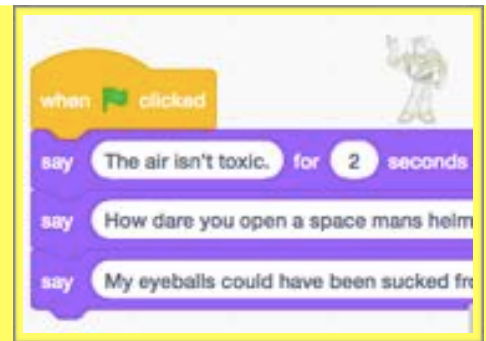 when clicked
say The air isn't toxic. for 2 seconds
say How dare you open a space mans helm
say My eyeballs could have been sucked fr